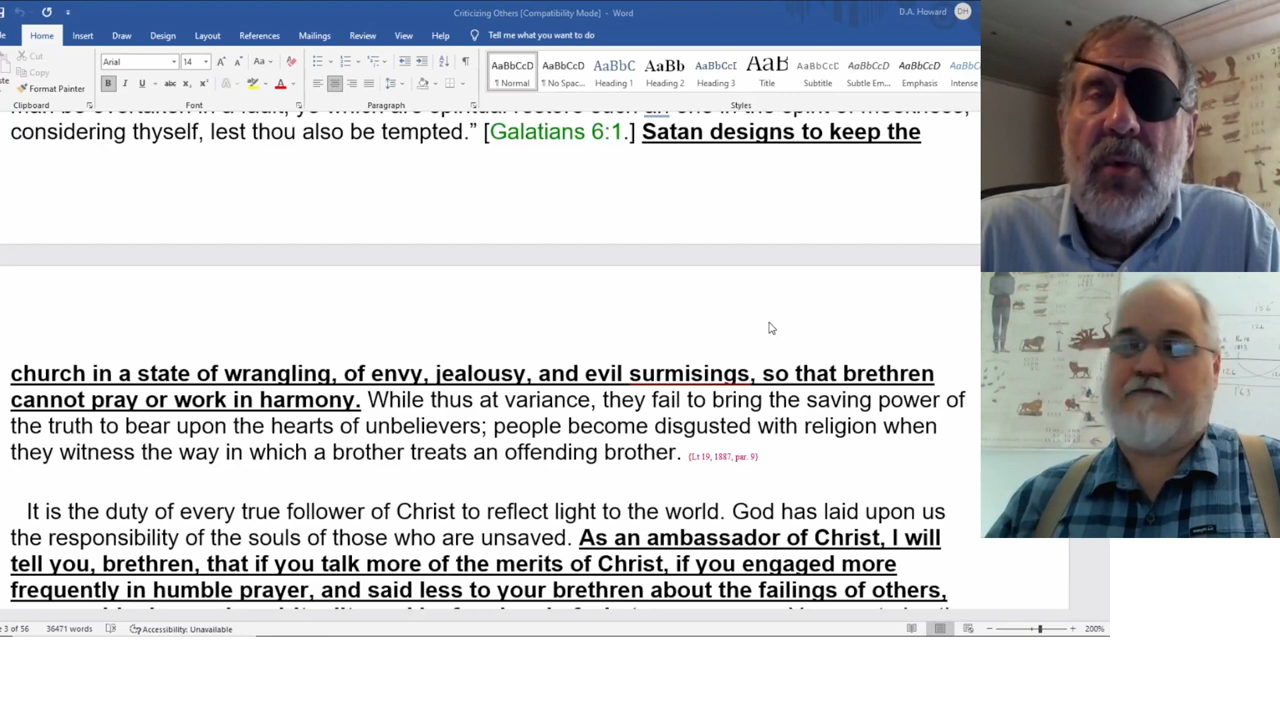 Criticizing Others [Compatibility Mode] - Word
D.A. Howard
DH
Home Insert Draw Design Layout References Mailings Review View Help Tell me what you want to do
Cut
Copy
Format Painter
Arial 14
Clipboard Font Paragraph Styles
AaBbCcD AaBbCcD AaBbC AaBb AaBbCcI AaB AaBbCcD AaBbCcD AaBbCcD AaBbCcD
¶ Normal ¶ No Spac... Heading 1 Heading 2 Heading 3 Title Subtitle Subtle Em... Emphasis Intense
considering thyself, lest thou also be tempted.” [Galatians 6:1.] Satan designs to keep the
church in a state of wrangling, of envy, jealousy, and evil surmisings, so that brethren
cannot pray or work in harmony. While thus at variance, they fail to bring the saving power of
the truth to bear upon the hearts of unbelievers; people become disgusted with religion when
they witness the way in which a brother treats an offending brother. {Lt 19, 1887, par. 9}
It is the duty of every true follower of Christ to reflect light to the world. God has laid upon us
the responsibility of the souls of those who are unsaved. As an ambassador of Christ, I will
tell you, brethren, that if you talk more of the merits of Christ, if you engaged more
frequently in humble prayer, and said less to your brethren about the failings of others,
3 of 56 36471 words Accessibility: Unavailable 200%